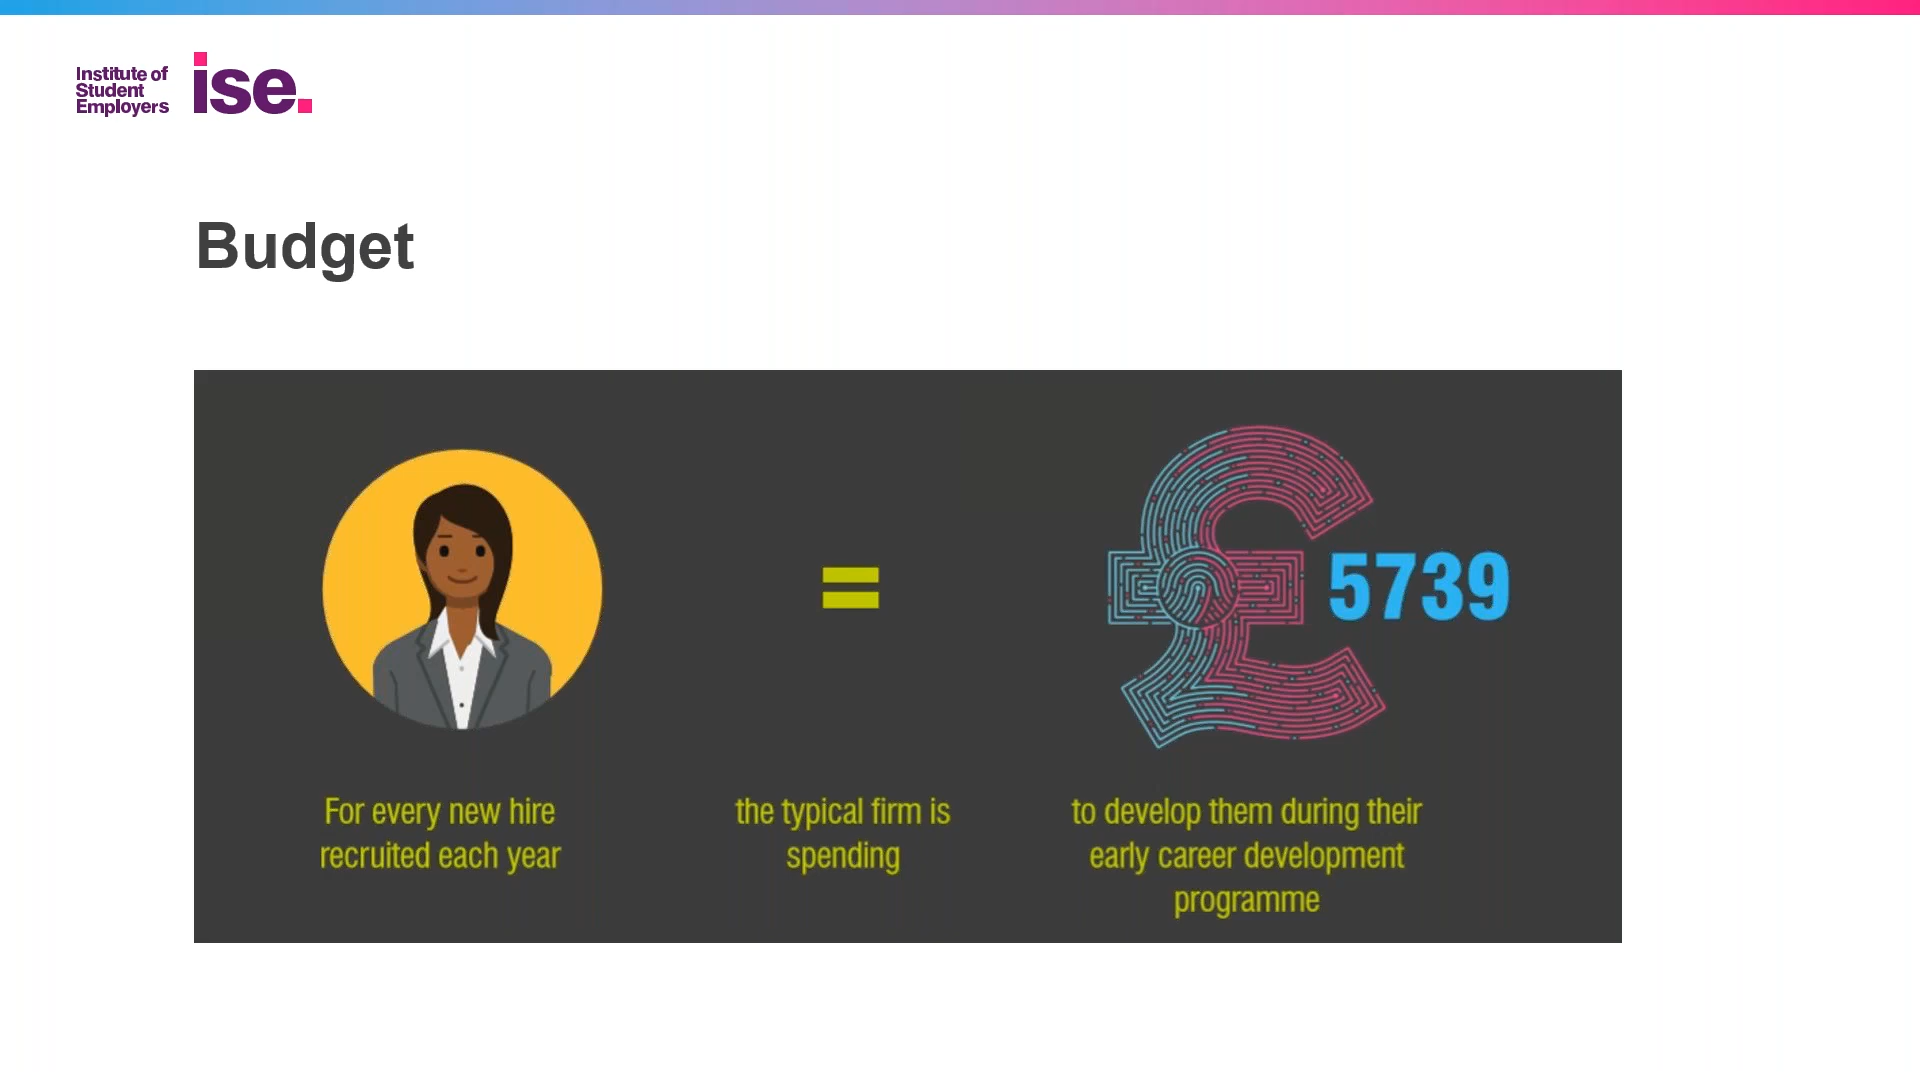 Institute of
Student
Employers
ise.
Budget
£5739
For every new hire
recruited each year
the typical firm is
spending
to develop them during their
early career development
programme